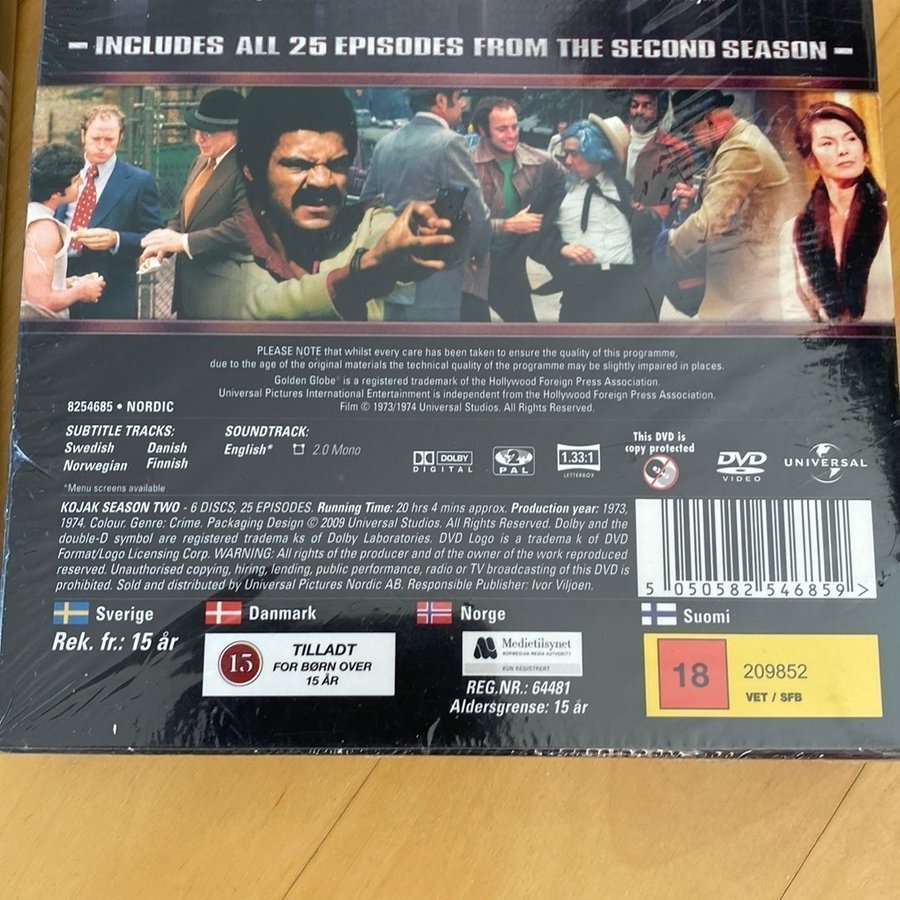 - INCLUDES ALL 25 EPISODES FROM THE SECOND SEASON -
PLEASE NOTE that whilst every care has been taken to ensure the quality of this programme,
due to the age of the original materials the technical quality of the programme may be slightly impaired in places.
Golden Globe® is a registered trademark of the Hollywood Foreign Press Association.
Universal Pictures International Entertainment is independent from the Hollywood Foreign Press Association.
Film © 1973/1974 Universal Studios. All Rights Reserved.
8254685 • NORDIC
SUBTITLE TRACKS:
Swedish Danish
Norwegian Finnish
SOUNDTRACK:
English* 2.0 Mono
*Menu screens available
DOLBY
DIGITAL
2
PAL
1.33:1
LETTERBOX
This DVD is
copy protected
DVD
VIDEO
UNIVERSAL
KOJAK SEASON TWO - 6 DISCS, 25 EPISODES. Running Time: 20 hrs 4 mins approx. Production year: 1973,
1974. Colour. Genre: Crime. Packaging Design © 2009 Universal Studios. All Rights Reserved. Dolby and the
double-D symbol are registered tradema ks of Dolby Laboratories. DVD Logo is a tradema k of DVD
Format/Logo Licensing Corp. WARNING: All rights of the producer and of the owner of the work reproduced
reserved. Unauthorised copying, hiring, lending, public performance, radio or TV broadcasting of this DVD is
prohibited. Sold and distributed by Universal Pictures Nordic AB. Responsible Publisher: Ivor Viljoen.
5 050582 546859 >
Sverige
Rek. fr.: 15 år
Danmark
15
TILLADT
FOR BØRN OVER
15 ÅR
Norge
Medietilsynet
NORWEGIAN MEDIA AUTHORITY
KUN REGISTRERT
REG.NR.: 64481
Aldersgrense: 15 år
Suomi
18
209852
VET / SFB